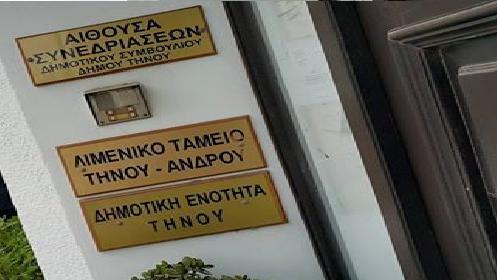 ΑΙΘΟΥΣΑ
ΣΥΝΕΔΡΙΑΣΕΩΝ
ΔΗΜΟΤΙΚΟΥ ΣΥΜΒΟΥΛΙΟΥ
ΔΗΜΟΥ ΤΗΝΟΥ
ΛΙΜΕΝΙΚΟ ΤΑΜΕΙΟ
ΤΗΝΟΥ - ΑΝΔΡΟΥ
ΔΗΜΟΤΙΚΗ ΕΝΟΤΗΤΑ
ΤΗΝΟΥ